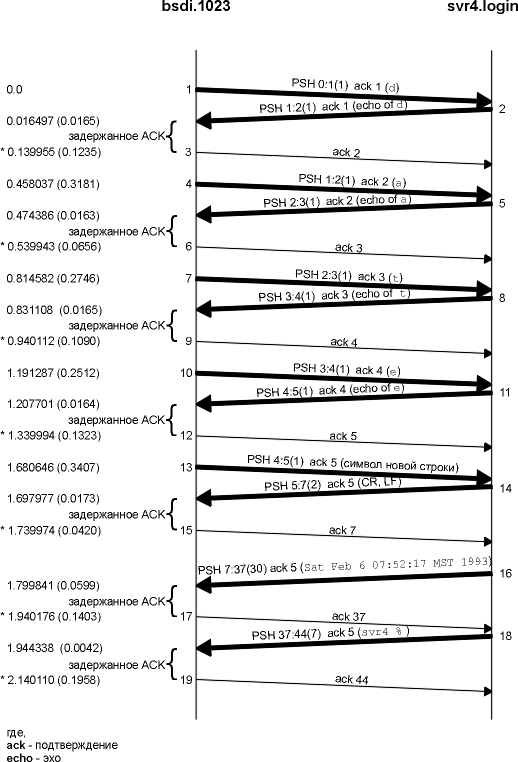 bsdi.1023 svr4.login
0.0 1 PSH 0:1(1) ack 1 (d)
PSH 1:2(1) ack 1 (echo of d) 2
0.016497 (0.0165)
задержанное ACK
* 0.139955 (0.1235) 3 ack 2
0.458037 (0.3181) 4 PSH 1:2(1) ack 2 (a)
PSH 2:3(1) ack 2 (echo of a) 5
0.474386 (0.0163)
задержанное ACK
* 0.539943 (0.0656) 6 ack 3
0.814582 (0.2746) 7 PSH 2:3(1) ack 3 (t)
PSH 3:4(1) ack 3 (echo of t) 8
0.831108 (0.0165)
задержанное ACK
* 0.940112 (0.1090) 9 ack 4
1.191287 (0.2512) 10 PSH 3:4(1) ack 4 (e)
PSH 4:5(1) ack 4 (echo of e) 11
1.207701 (0.0164)
задержанное ACK
* 1.339994 (0.1323) 12 ack 5
1.680646 (0.3407) 13 PSH 4:5(1) ack 5 (символ новой строки)
PSH 5:7(2) ack 5 (CR, LF) 14
1.697977 (0.0173)
задержанное ACK
* 1.739974 (0.0420) 15 ack 7
PSH 7:37(30) ack 5 (Sat Feb 6 07:52:17 MST 1993) 16
1.799841 (0.0599)
задержанное ACK
* 1.940176 (0.1403) 17 ack 37
PSH 37:44(7) ack 5 (svr4 % ) 18
1.944338 (0.0042)
задержанное ACK
* 2.140110 (0.1958) 19 ack 44
где,
ack - подтверждение
echo - эхо